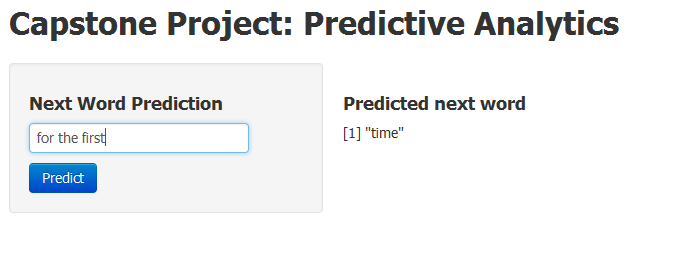 Capstone Project: Predictive Analytics
Next Word Prediction
for the first
Predict
Predicted next word
[1] "time"